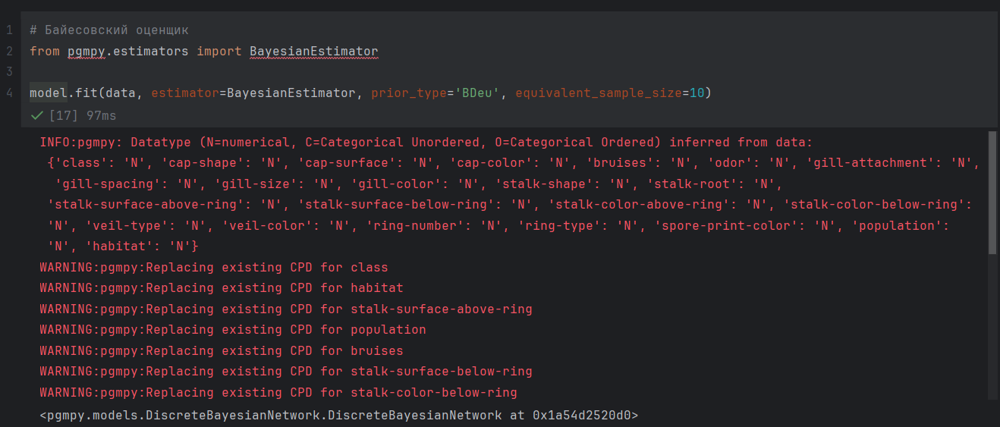 1 # Байесовский оценщик
2 from pgmpy.estimators import BayesianEstimator
3
4 model.fit(data, estimator=BayesianEstimator, prior_type='BDeu', equivalent_sample_size=10)
✓ [17] 97ms
INFO:pgmpy: Datatype (N=numerical, C=Categorical Unordered, O=Categorical Ordered) inferred from data:
{'class': 'N', 'cap-shape': 'N', 'cap-surface': 'N', 'cap-color': 'N', 'bruises': 'N', 'odor': 'N', 'gill-attachment': 'N',
'gill-spacing': 'N', 'gill-size': 'N', 'gill-color': 'N', 'stalk-shape': 'N', 'stalk-root': 'N',
'stalk-surface-above-ring': 'N', 'stalk-surface-below-ring': 'N', 'stalk-color-above-ring': 'N', 'stalk-color-below-ring':
'N', 'veil-type': 'N', 'veil-color': 'N', 'ring-number': 'N', 'ring-type': 'N', 'spore-print-color': 'N', 'population':
'N', 'habitat': 'N'}
WARNING:pgmpy:Replacing existing CPD for class
WARNING:pgmpy:Replacing existing CPD for habitat
WARNING:pgmpy:Replacing existing CPD for stalk-surface-above-ring
WARNING:pgmpy:Replacing existing CPD for population
WARNING:pgmpy:Replacing existing CPD for bruises
WARNING:pgmpy:Replacing existing CPD for stalk-surface-below-ring
WARNING:pgmpy:Replacing existing CPD for stalk-color-below-ring
<pgmpy.models.DiscreteBayesianNetwork.DiscreteBayesianNetwork at 0x1a54d2520d0>